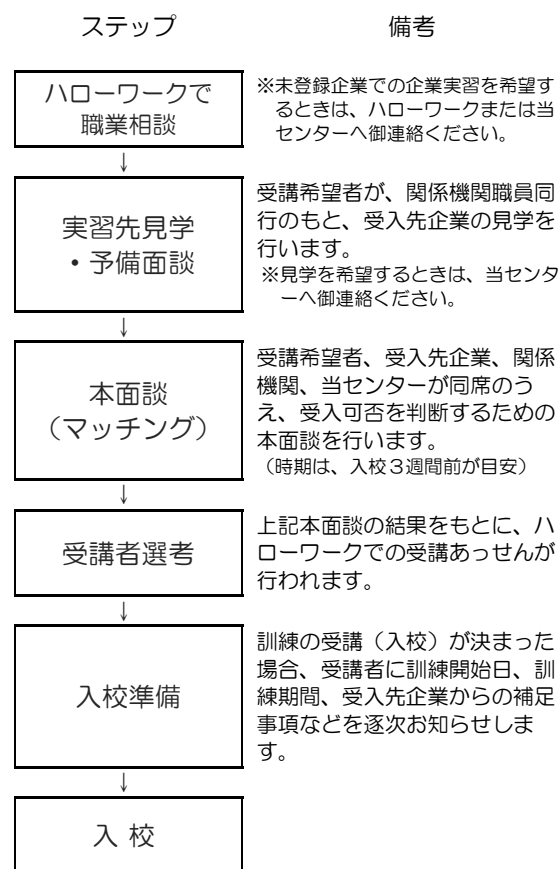 ステップ 備考
ハローワークで
職業相談
※未登録企業での企業実習を希望す
るときは、ハローワークまたは当
センターへ御連絡ください。
↓
実習先見学
・予備面談
受講希望者が、関係機関職員同
行のもと、受入先企業の見学を
行います。
※見学を希望するときは、当センタ
ーへ御連絡ください。
↓
本面談
（マッチング）
受講希望者、受入先企業、関係
機関、当センターが同席のう
え、受入可否を判断するための
本面談を行います。
（時期は、入校３週間前が目安）
↓
受講者選考
上記本面談の結果をもとに、ハ
ローワークでの受講あっせんが
行われます。
↓
入校準備
訓練の受講（入校）が決まった
場合、受講者に訓練開始日、訓
練期間、受入先企業からの補足
事項などを逐次お知らせしま
す。
↓
入 校